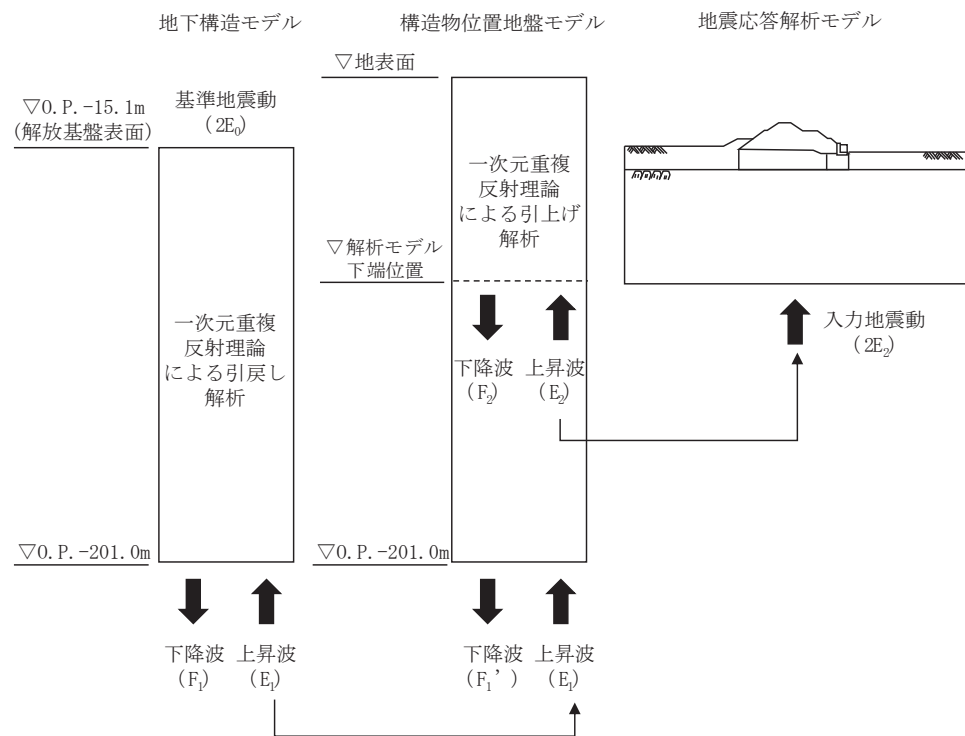 地下構造モデル
構造物位置地盤モデル
地震応答解析モデル
▽O.P.-15.1m
(解放基盤表面)
基準地震動
(2E₀)
一次元重複
反射理論
による引戻し
解析
▽O.P.-201.0m
下降波
(F₁)
上昇波
(E₁)
▽地表面
一次元重複
反射理論
による引上げ
解析
▽解析モデル
下端位置
下降波
(F₂)
上昇波
(E₂)
▽O.P.-201.0m
下降波
(F₁’)
上昇波
(E₁)
入力地震動
(2E₂)